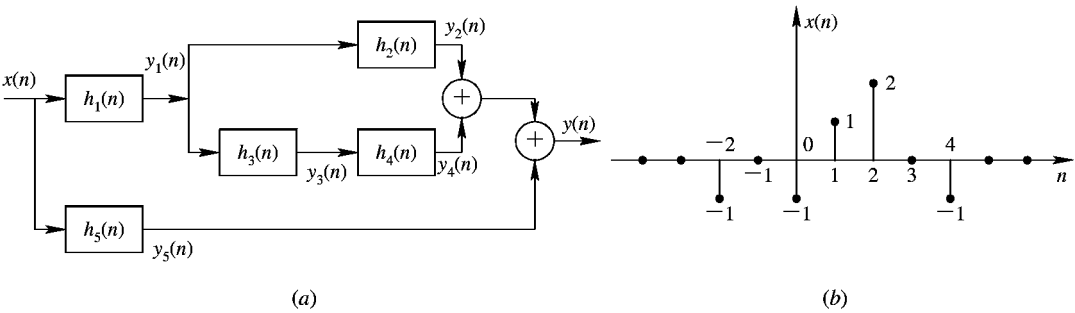 x(n)
h₁(n)
y₁(n)
h₂(n)
y₂(n)
+
h₃(n)
y₃(n)
h₄(n)
y₄(n)
+
y(n)
h₅(n)
y₅(n)
(a)
x(n)
2
1
−2
0
4
−1
1
2
3
n
−1
−1
−1
(b)